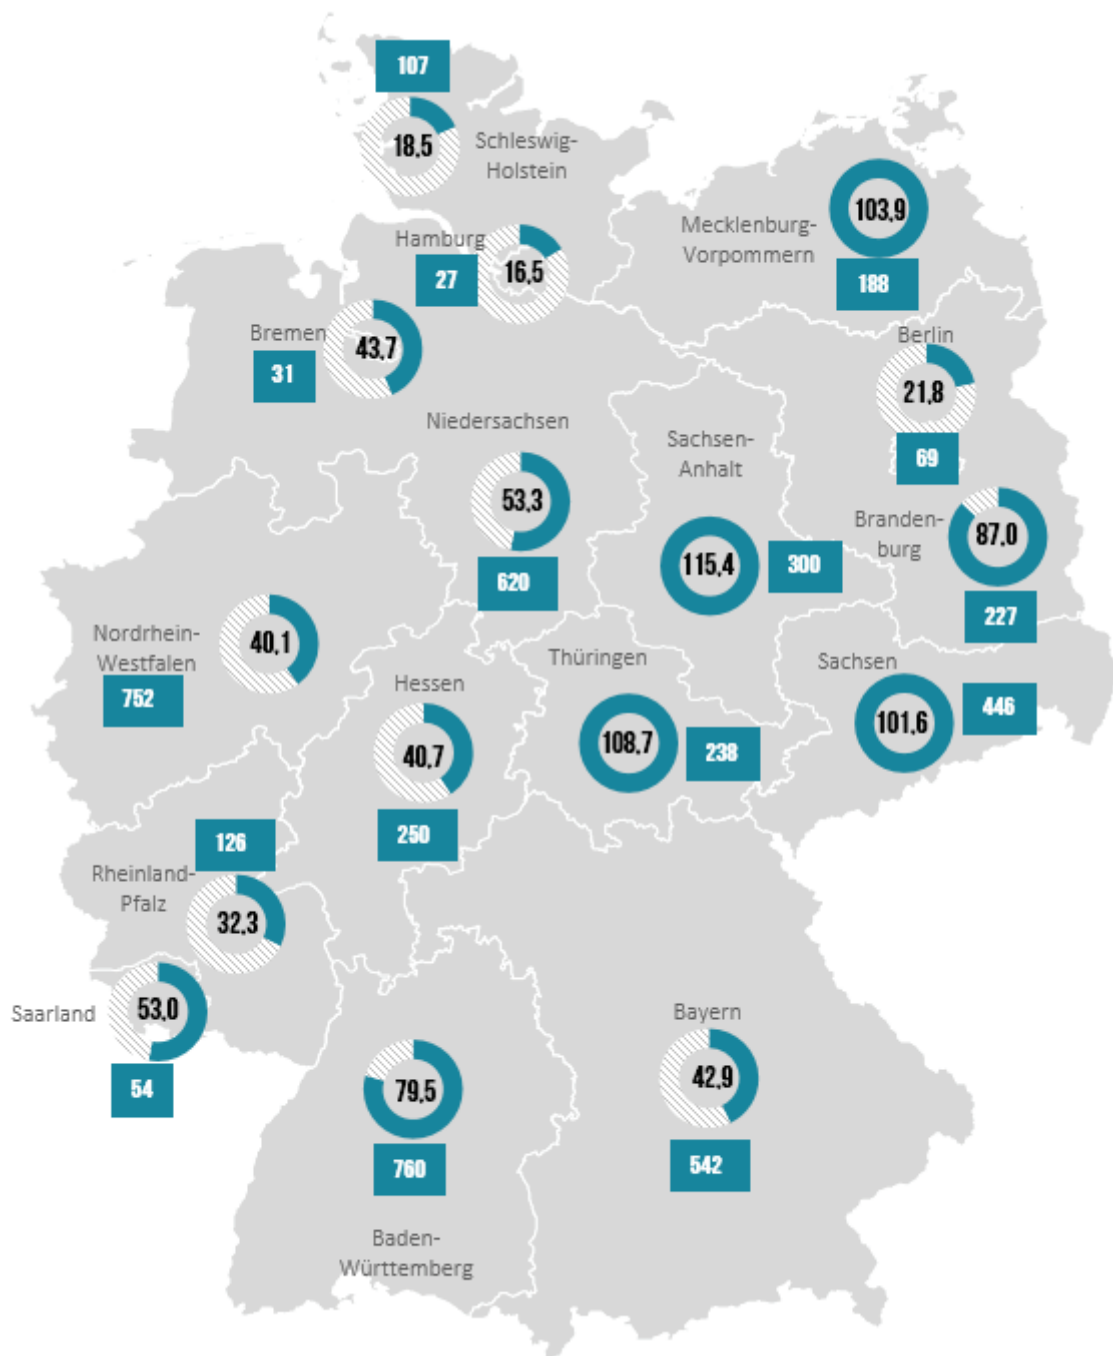 107
18,5
Schleswig-
Holstein
103,9
Mecklenburg-
Vorpommern
188
Hamburg
27
16,5
Bremen
31
43,7
Berlin
21,8
69
Niedersachsen
53,3
620
Sachsen-
Anhalt
115,4
300
Branden-
burg
87,0
227
Nordrhein-
Westfalen
752
40,1
Hessen
40,7
250
Thüringen
108,7
238
Sachsen
101,6
446
126
Rheinland-
Pfalz
32,3
Saarland
53,0
54
79,5
760
Baden-
Württemberg
Bayern
42,9
542